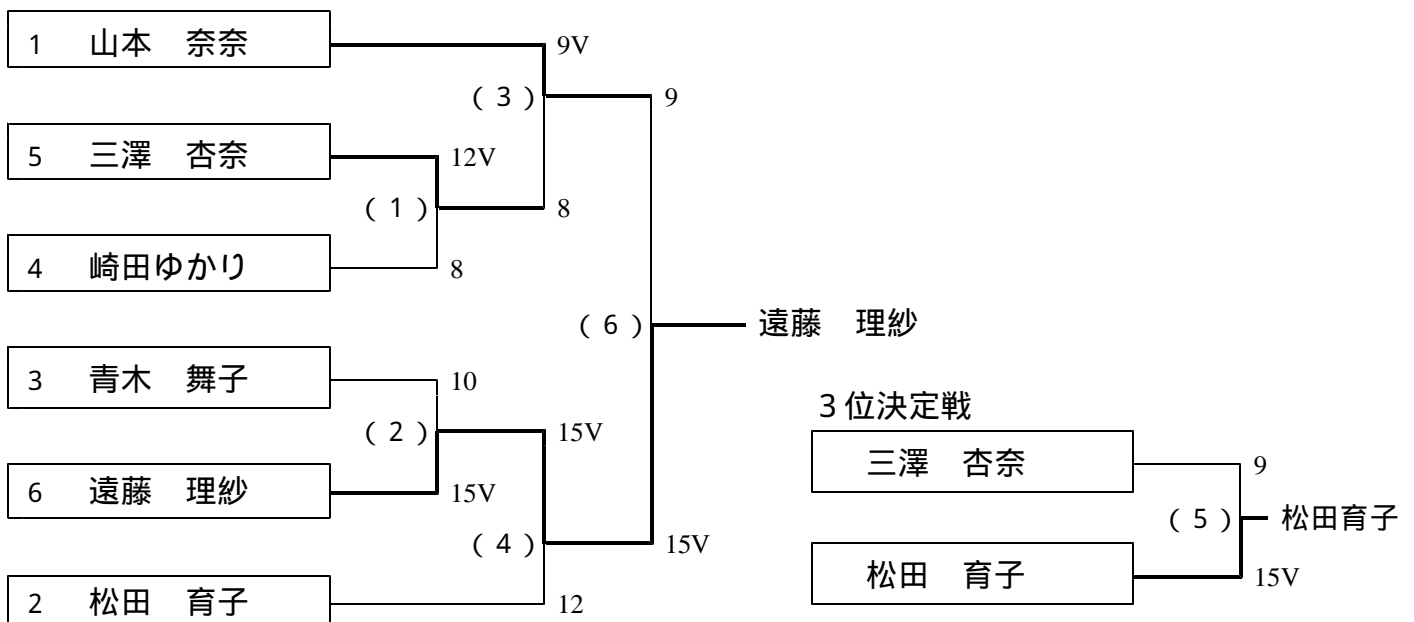 1 山本 奈奈
9V
(3)
9
5 三澤 杏奈
12V
(1)
8
4 崎田ゆかり
8
(6)
遠藤 理紗
3 青木 舞子
10
(2)
15V
6 遠藤 理紗
15V
(4)
15V
2 松田 育子
12
3位決定戦
三澤 杏奈
9
(5)
松田育子
松田 育子
15V